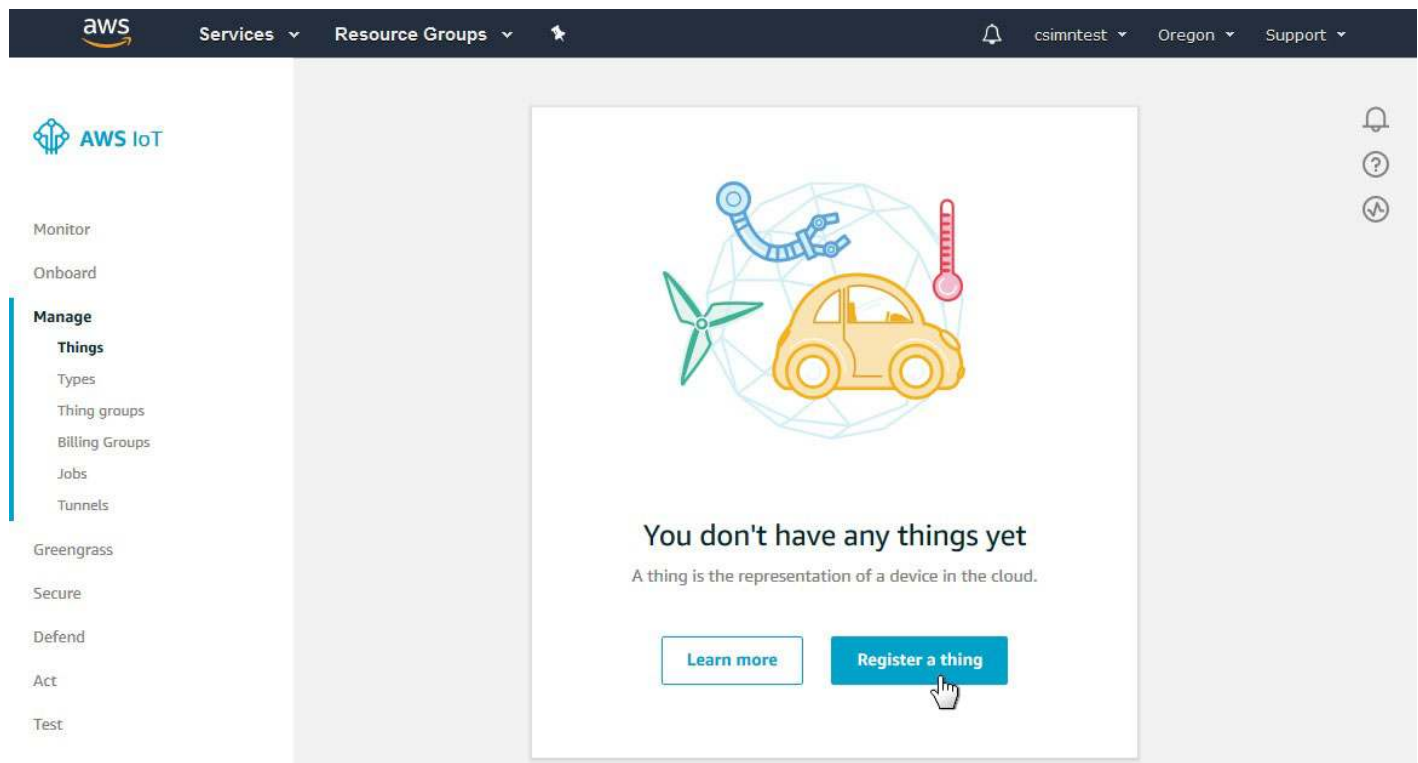 aws Services Resource Groups csimntest Oregon Support
AWS IoT
Monitor
Onboard
Manage
Things
Types
Thing groups
Billing Groups
Jobs
Tunnels
Greengrass
Secure
Defend
Act
Test
You don't have any things yet
A thing is the representation of a device in the cloud.
Learn more
Register a thing